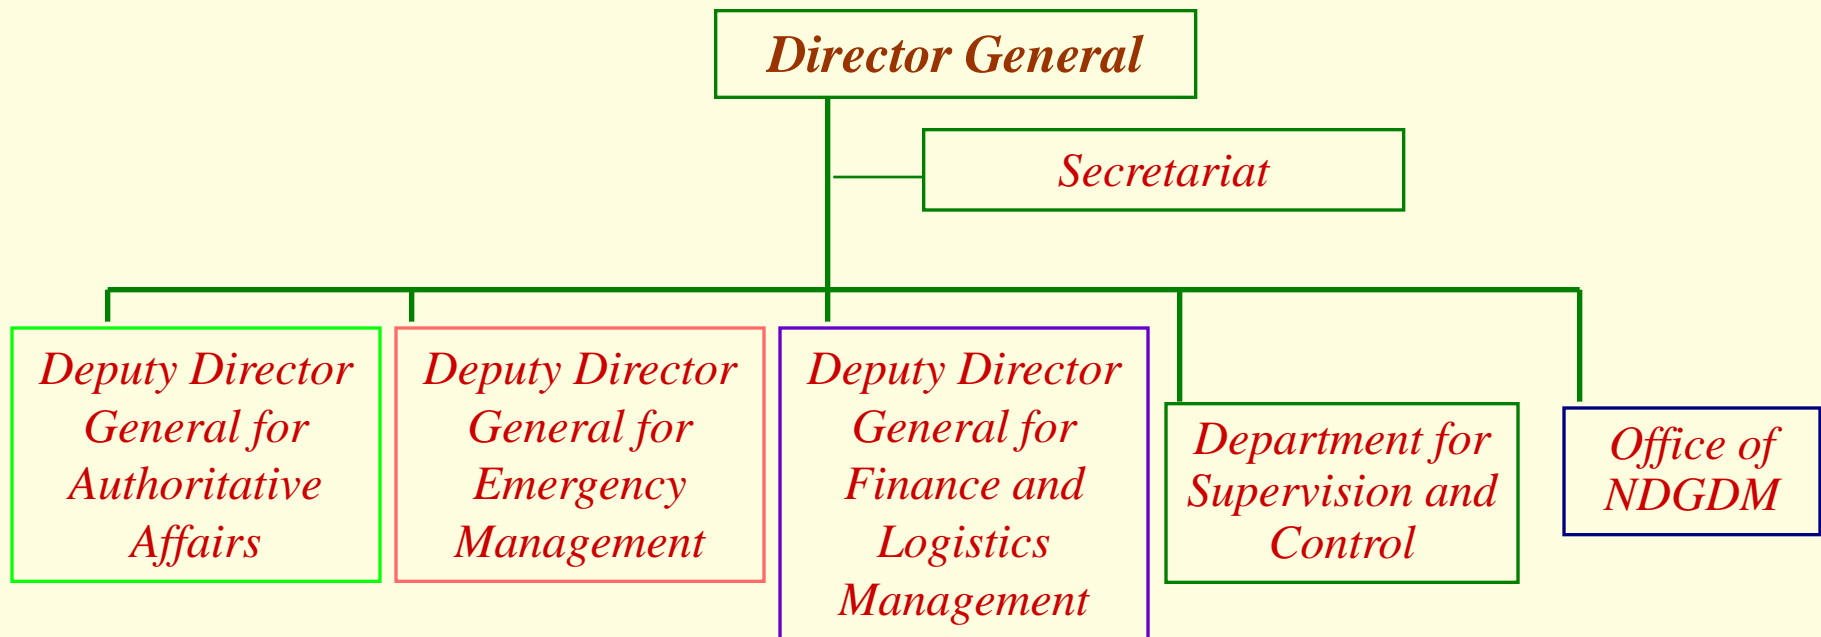 Director General
Secretariat
Deputy Director
General for
Authoritative
Affairs
Deputy Director
General for
Emergency
Management
Deputy Director
General for
Finance and
Logistics
Management
Department for
Supervision and
Control
Office of
NDGDM